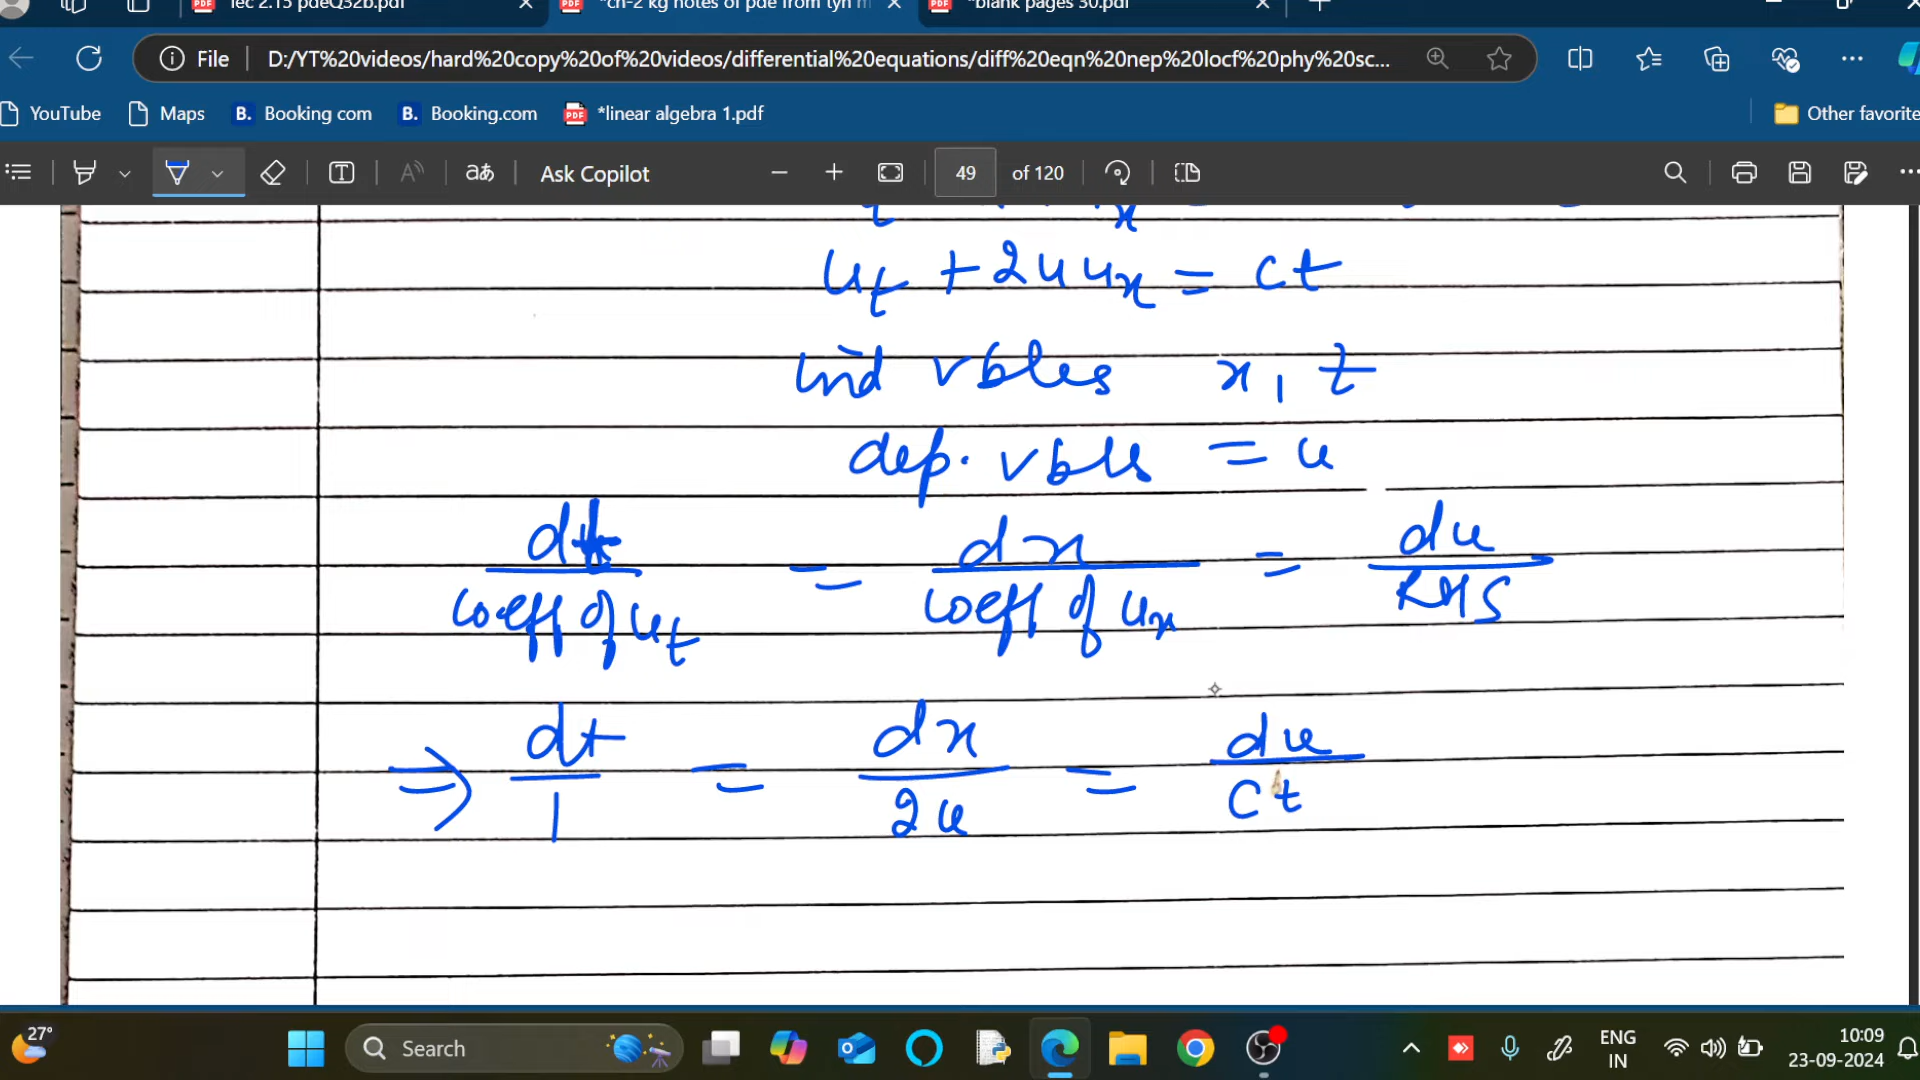 lec 2.15 pdeQ32b.pdf
*ch-2 kg notes of pde from tyn m
*blank pages 30.pdf
File D:/YT%20videos/hard%20copy%20of%20videos/differential%20equations/diff%20eqn%20nep%20locf%20phy%20sc...
YouTube Maps Booking com Booking.com *linear algebra 1.pdf Other favorite
Ask Copilot 49 of 120
u_t + 2u u_x = ct
ind vbles x, t
dep. vbls = u
dt/coeff of u_t = dx/coeff of u_x = du/RHS
⇒ dt/1 = dx/2u = du/ct
27° Search ENG IN 10:09 23-09-2024